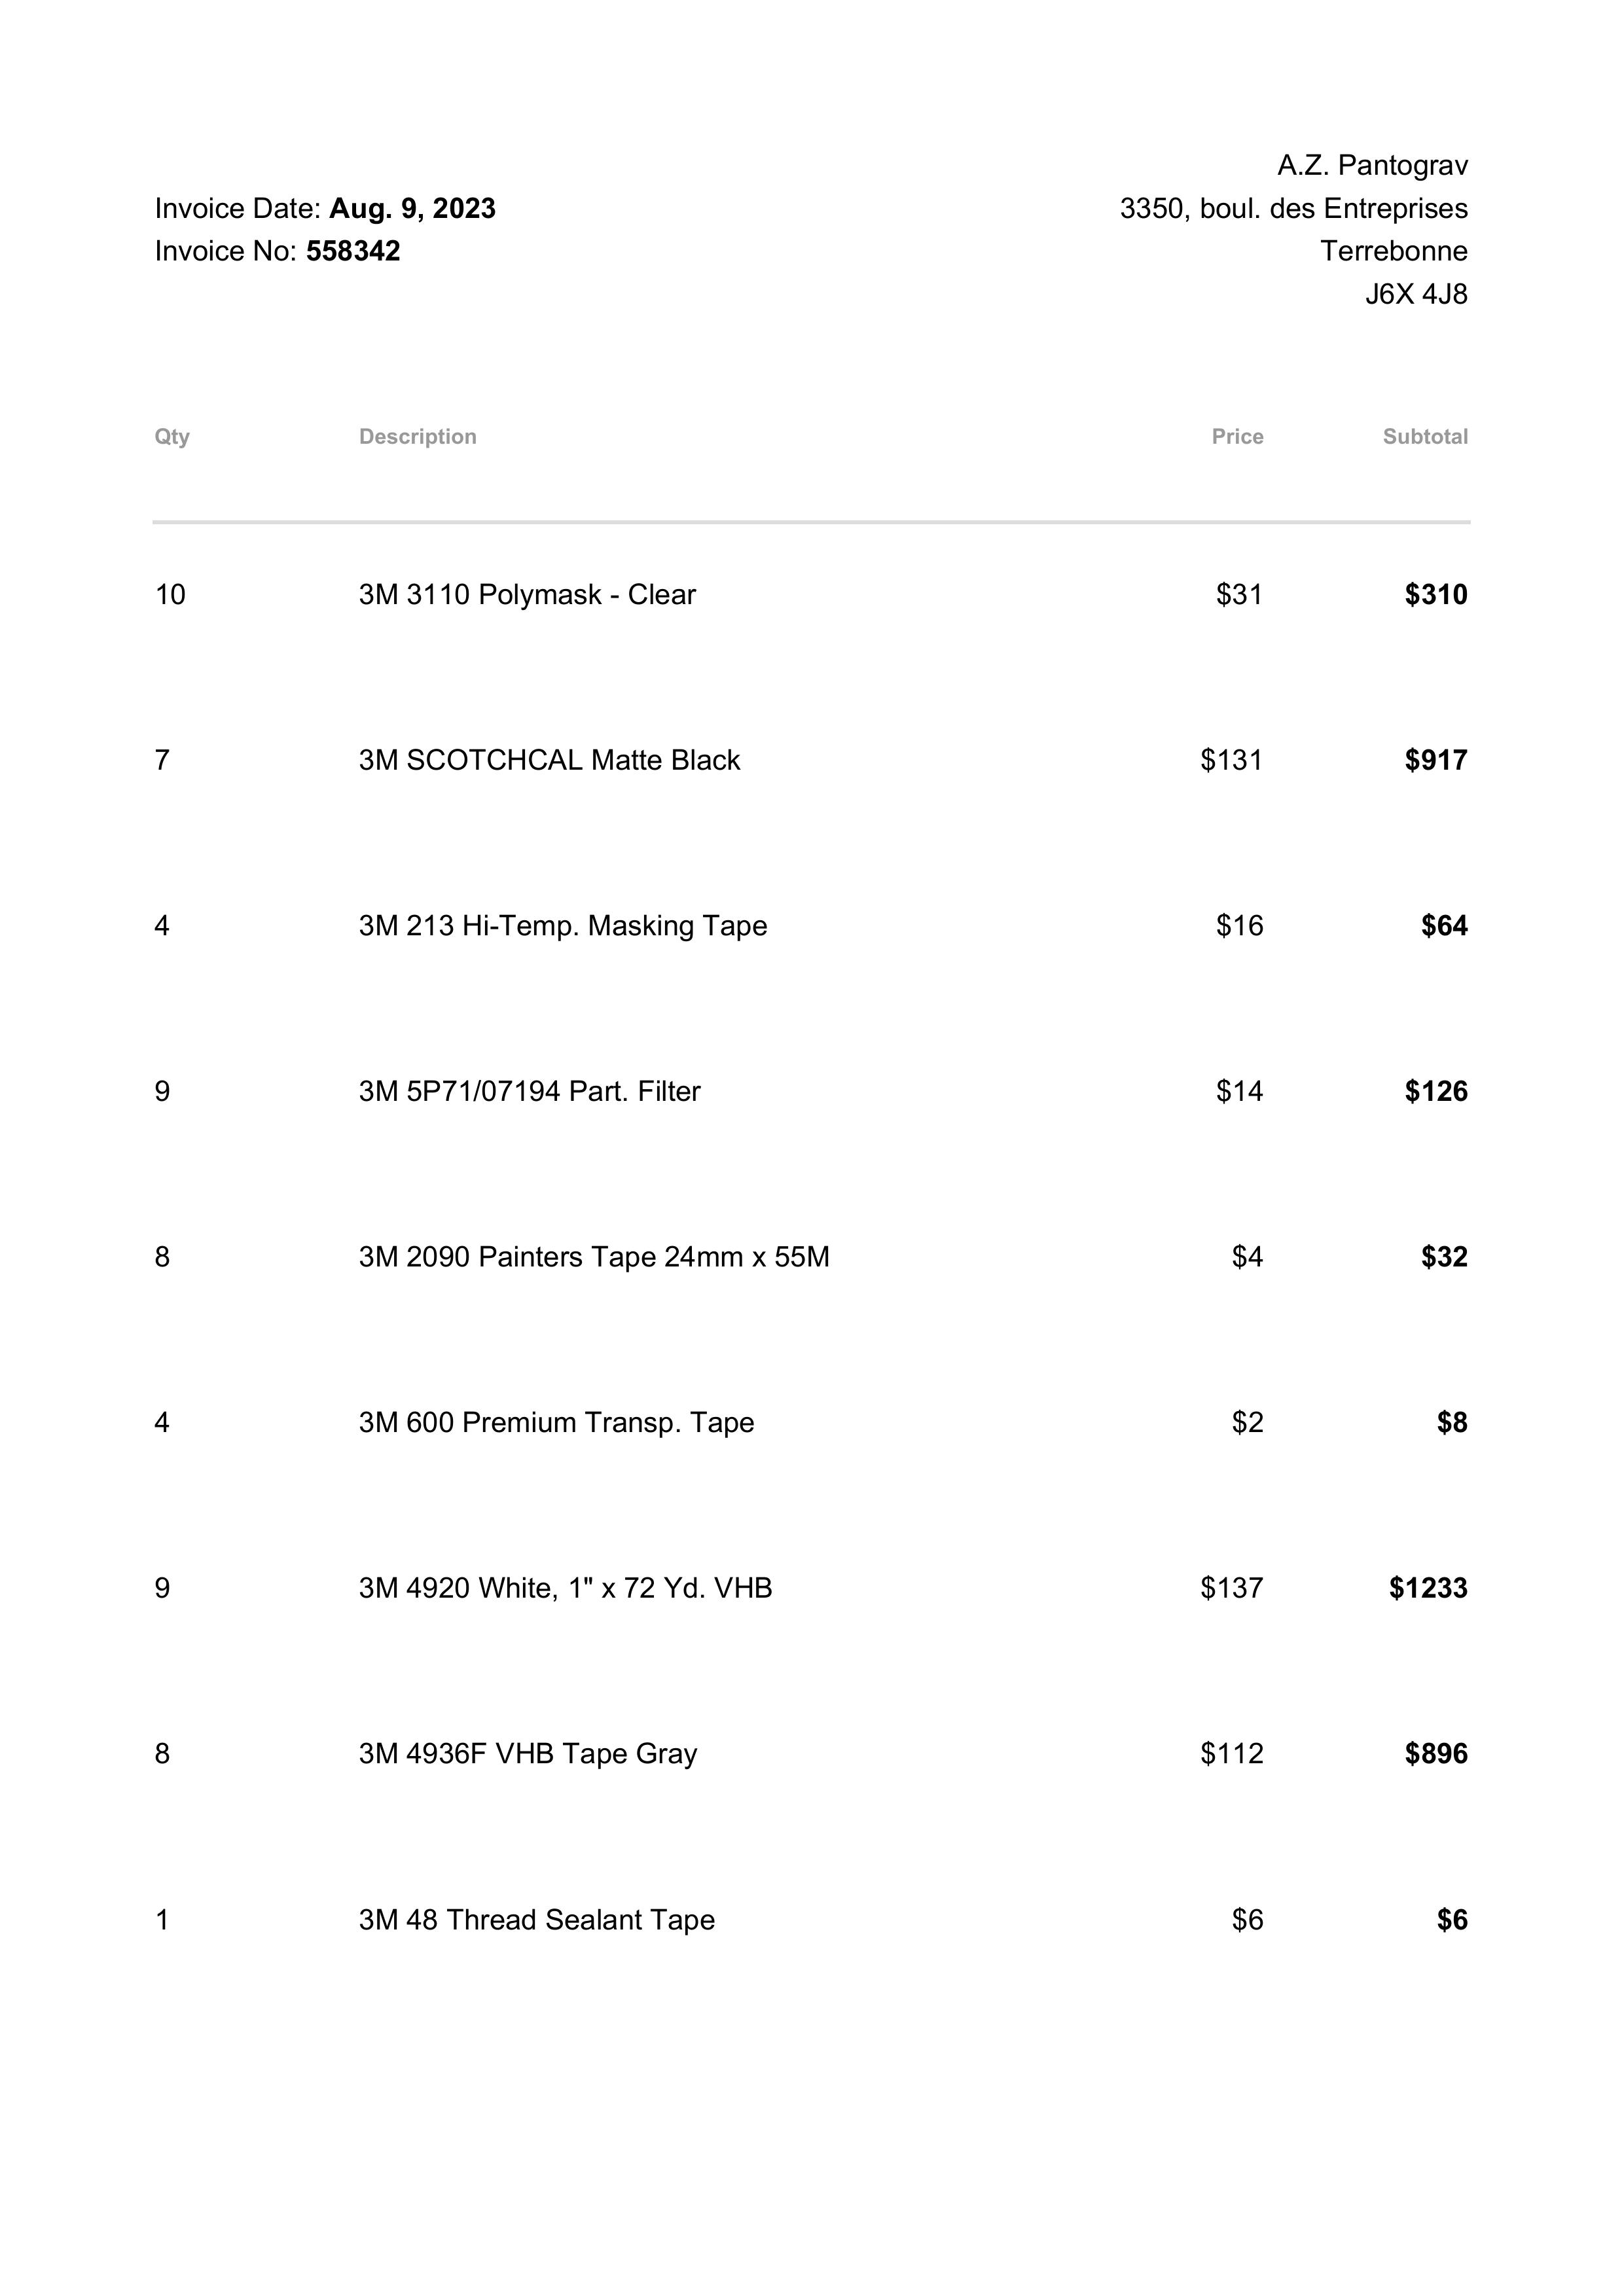 A.Z. Pantograv
Invoice Date: Aug. 9, 2023 3350, boul. des Entreprises
Invoice No: 558342 Terrebonne
J6X 4J8
Qty Description Price Subtotal
10 3M 3110 Polymask - Clear $31 $310
7 3M SCOTCHCAL Matte Black $131 $917
4 3M 213 Hi-Temp. Masking Tape $16 $64
9 3M 5P71/07194 Part. Filter $14 $126
8 3M 2090 Painters Tape 24mm x 55M $4 $32
4 3M 600 Premium Transp. Tape $2 $8
9 3M 4920 White, 1" x 72 Yd. VHB $137 $1233
8 3M 4936F VHB Tape Gray $112 $896
1 3M 48 Thread Sealant Tape $6 $6